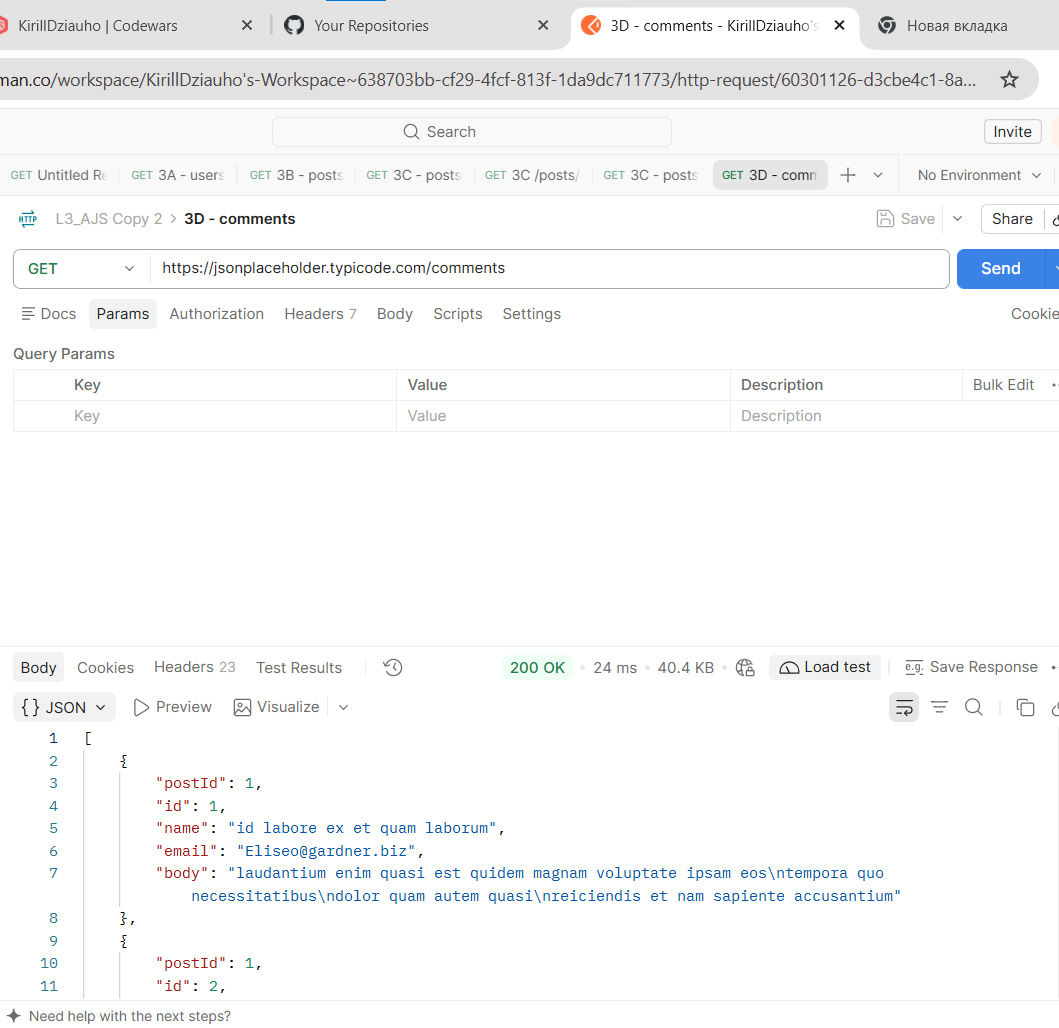 KirillDziauho | Codewars
Your Repositories
3D - comments - KirillDziauho's
Новая вкладка
man.co/workspace/KirillDziauho's-Workspace~638703bb-cf29-4fcf-813f-1da9dc711773/http-request/60301126-d3cbe4c1-8a...
Search
Invite
GET Untitled Re
GET 3A - users
GET 3B - posts
GET 3C - posts
GET 3C /posts/
GET 3C - posts
GET 3D - comm
No Environment
HTTP L3_AJS Copy 2 > 3D - comments
Save
Share
GET
https://jsonplaceholder.typicode.com/comments
Send
Docs
Params
Authorization
Headers 7
Body
Scripts
Settings
Cookie
Query Params
Key
Value
Description
Bulk Edit
Key
Value
Description
Body
Cookies
Headers 23
Test Results
200 OK
24 ms
40.4 KB
Load test
e.g. Save Response
{} JSON
Preview
Visualize
1 [
2 {
3 "postId": 1,
4 "id": 1,
5 "name": "id labore ex et quam laborum",
6 "email": "Eliseo@gardner.biz",
7 "body": "laudantium enim quasi est quidem magnam voluptate ipsam eos\ntempora quo
necessitatibus\ndolor quam autem quasi\nreiciendis et nam sapiente accusantium"
8 },
9 {
10 "postId": 1,
11 "id": 2,
Need help with the next steps?